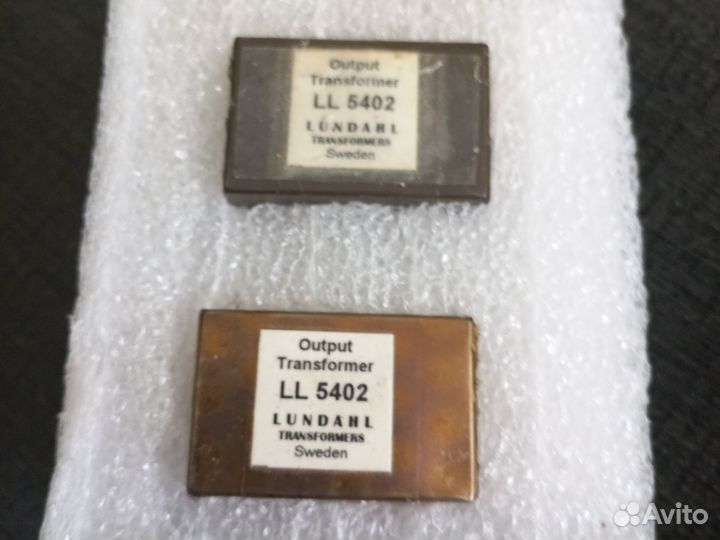 Output
Transformer
LL 5402
LUNDAHL
TRANSFORMERS
Sweden
Output
Transformer
LL 5402
LUNDAHL
TRANSFORMERS
Sweden
Avito